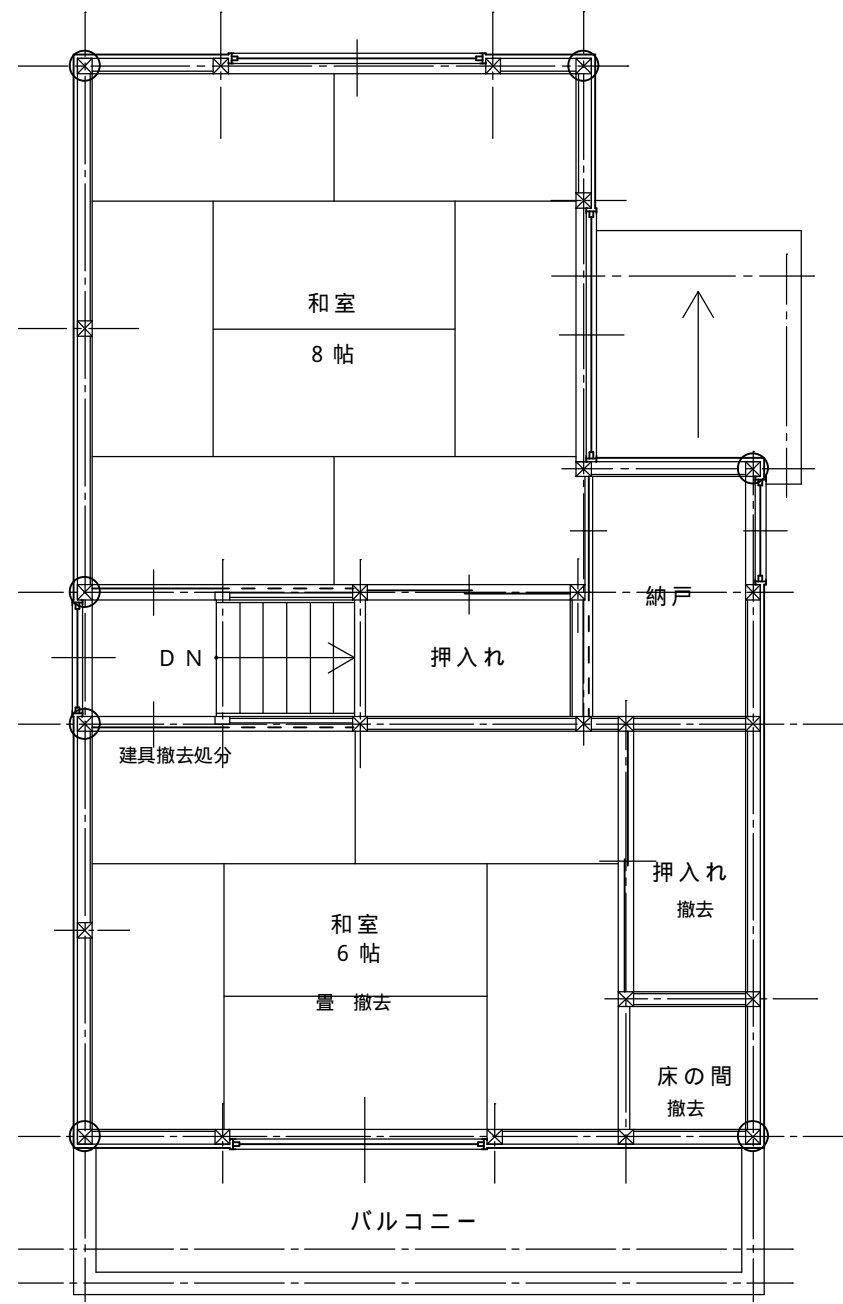 和室
8 帖
納戸
DN
押入れ
建具撤去処分
押入れ
撤去
和室
6 帖
畳 撤去
床の間
撤去
バルコニー